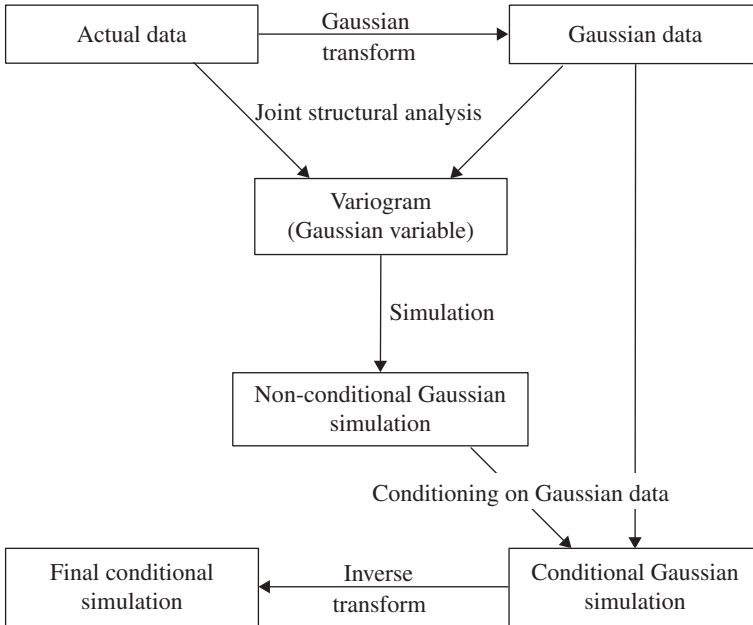 Actual data
Gaussian
transform
Gaussian data
Joint structural analysis
Variogram
(Gaussian variable)
Simulation
Non-conditional Gaussian
simulation
Conditioning on Gaussian data
Final conditional
simulation
Inverse
transform
Conditional Gaussian
simulation